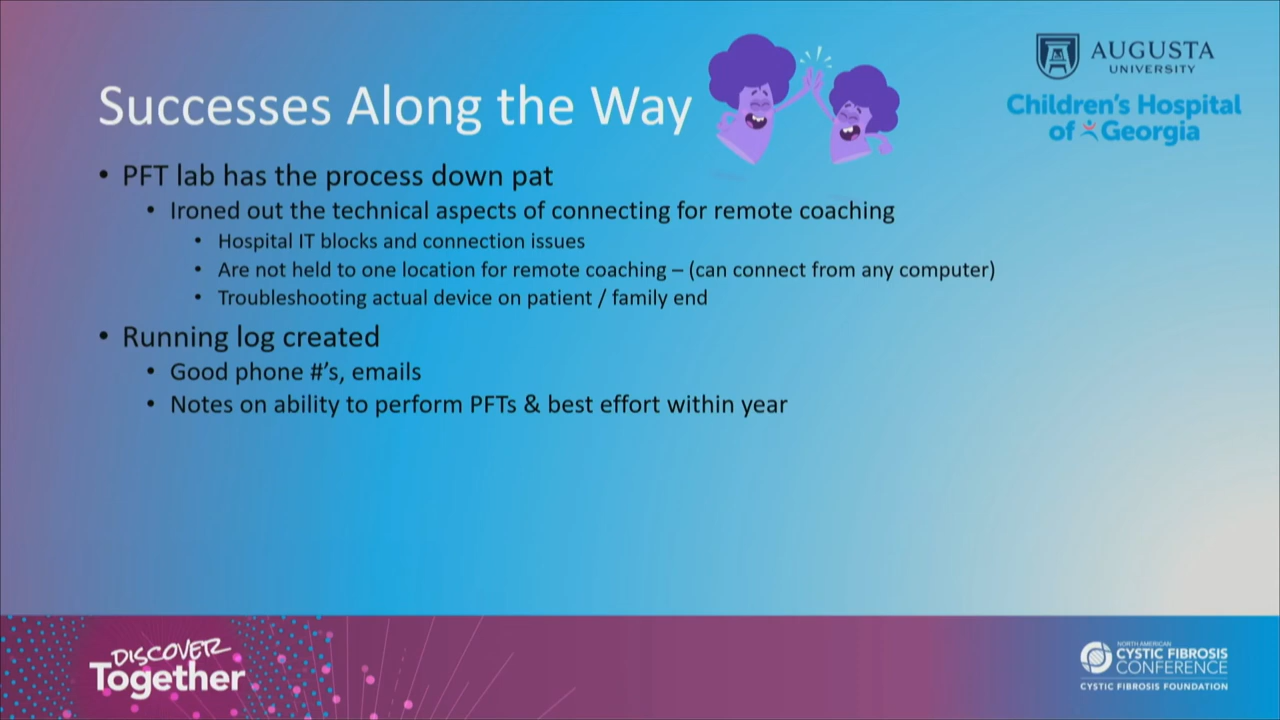 Successes Along the Way
AUGUSTA
UNIVERSITY
Children's Hospital
of Georgia
• PFT lab has the process down pat
• Ironed out the technical aspects of connecting for remote coaching
• Hospital IT blocks and connection issues
• Are not held to one location for remote coaching – (can connect from any computer)
• Troubleshooting actual device on patient / family end
• Running log created
• Good phone #'s, emails
• Notes on ability to perform PFTs & best effort within year
DISCOVER
Together
NORTH AMERICAN
CYSTIC FIBROSIS
CONFERENCE
CYSTIC FIBROSIS FOUNDATION